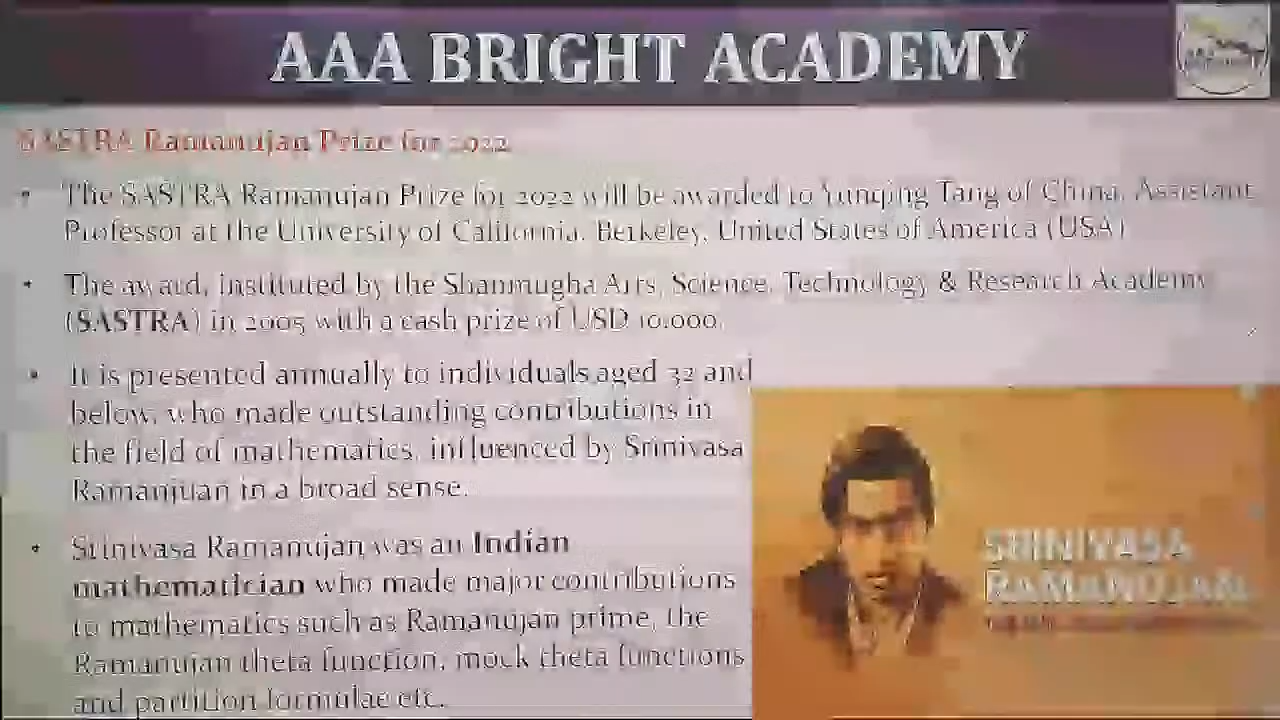 AAA BRIGHT ACADEMY
SASTRA Ramanujan Prize for 2022
• The SASTRA Ramanujan Prize for 2022 will be awarded to Yunqing Tang of China, Assistant
Professor at the University of California, Berkeley, United States of America (USA)
• The award, instituted by the Shanmugha Arts, Science, Technology & Research Academy
(SASTRA) in 2005 with a cash prize of USD 10,000.
• It is presented annually to individuals aged 32 and
below, who made outstanding contributions in
the field of mathematics, influenced by Srinivasa
Ramanjuan in a broad sense.
• Srinivasa Ramanujan was an Indian
mathematician who made major contributions
to mathematics such as Ramanujan prime, the
Ramanujan theta function, mock theta functions
and partition formulae etc.
SRINIVASA
RAMANUJAN